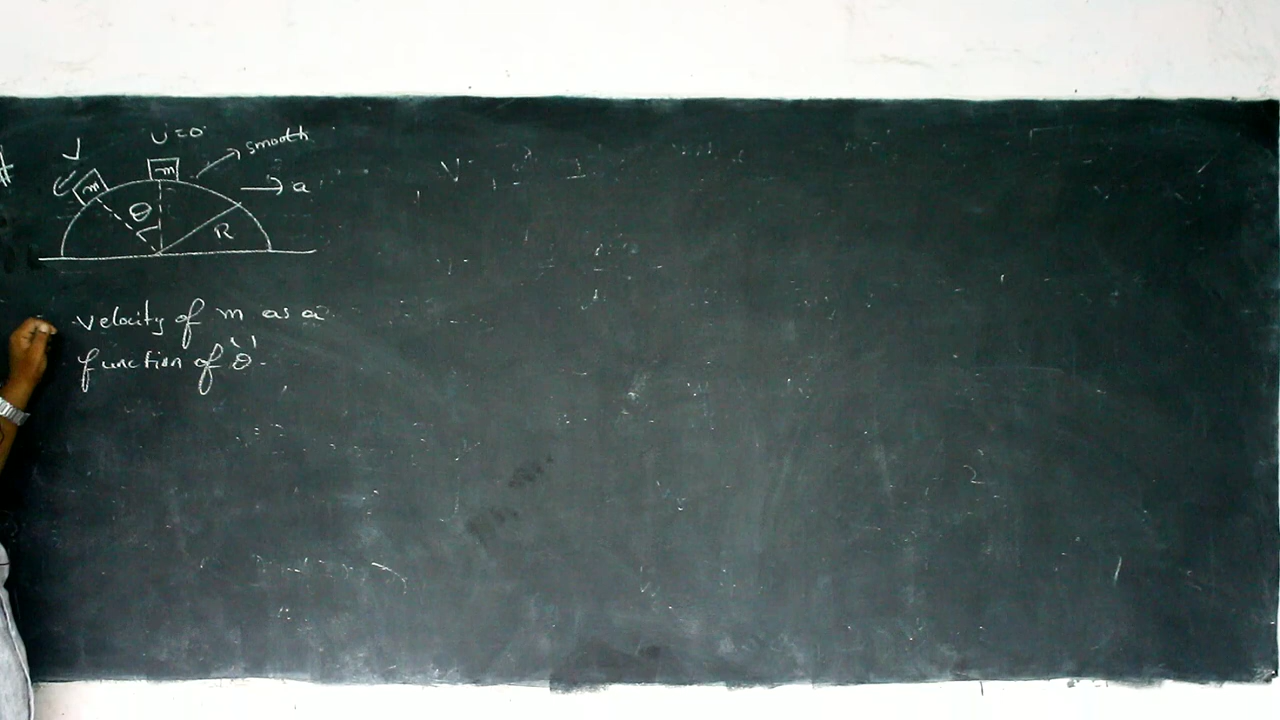 #
u=0
smooth
m
m
a
θ
R
velocity of m as a
function of 'θ'.